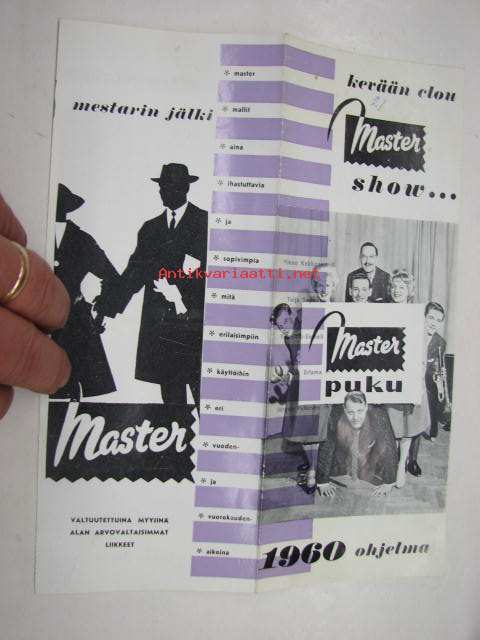 mestarin jälki
Master
VALTUUTETTUINA MYYJINÄ
ALAN ARVOVALTAISIMMAT
LIIKKEET
* master
* mallit
* aina
* ihastuttavia
* ja
* sopivimpia
* mitä
* erilaisimpiin
* käyttöihin
* eri
* vuoden-
* ja
* vuorokauden-
* aikoina
kevään clou
Master
show...
Master
puku
1960 ohjelma
Antikvariaatti.net